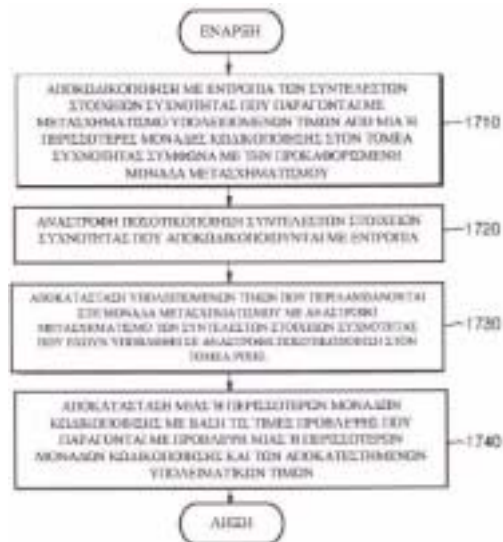 ΕΝΑΡΞΗ
ΑΠΟΚΩΔΙΚΟΠΟΙΗΣΗ ΜΕ ΕΝΤΡΟΠΙΑ ΤΩΝ ΣΥΝΤΕΛΕΣΤΩΝ
ΣΤΟΙΧΕΙΩΝ ΣΥΧΝΟΤΗΤΑΣ ΠΟΥ ΠΑΡΑΓΟΝΤΑΙ ΜΕ
ΜΕΤΑΣΧΗΜΑΤΙΣΜΟ ΥΠΟΛΕΙΠΟΜΕΝΩΝ ΤΙΜΩΝ ΑΠΟ ΜΙΑ Ή
ΠΕΡΙΣΣΟΤΕΡΕΣ ΜΟΝΑΔΕΣ ΚΩΔΙΚΟΠΟΙΗΣΗΣ ΣΤΟΝ ΤΟΜΕΑ
ΣΥΧΝΟΤΗΤΑΣ ΣΥΜΦΩΝΑ ΜΕ ΤΗΝ ΠΡΟΚΑΘΟΡΙΣΜΕΝΗ
ΜΟΝΑΔΑ ΜΕΤΑΣΧΗΜΑΤΙΣΜΟΥ
1710
ΑΝΑΣΤΡΟΦΗ ΠΟΣΟΤΙΚΟΠΟΙΗΣΗ ΣΥΝΤΕΛΕΣΤΩΝ ΣΤΟΙΧΕΙΩΝ
ΣΥΧΝΟΤΗΤΑΣ ΠΟΥ ΑΠΟΚΩΔΙΚΟΠΟΙΟΥΝΤΑΙ ΜΕ ΕΝΤΡΟΠΙΑ
1720
ΑΠΟΚΑΤΑΣΤΑΣΗ ΥΠΟΛΕΙΠΟΜΕΝΩΝ ΤΙΜΩΝ ΠΟΥ ΠΕΡΙΛΑΜΒΑΝΟΝΤΑΙ
ΜΟΝΑΔΑ ΜΕΤΑΣΧΗΜΑΤΙΣΜΟΥ ΜΕ ΑΝΑΣΤΡΟΦΟ
ΜΕΤΑΣΧΗΜΑΤΙΣΜΟ ΤΩΝ ΣΥΝΤΕΛΕΣΤΩΝ ΣΤΟΙΧΕΙΩΝ ΣΥΧΝΟΤΗΤΑΣ
ΠΟΥ ΕΧΟΥΝ ΥΠΟΒΛΗΘΕΙ ΣΕ ΑΝΑΣΤΡΟΦΗ ΠΟΣΟΤΙΚΟΠΟΙΗΣΗ ΣΤΟΝ
ΤΟΜΕΑ
1730
ΑΠΟΚΑΤΑΣΤΑΣΗ ΜΙΑΣ Ή ΠΕΡΙΣΣΟΤΕΡΩΝ ΜΟΝΑΔΩΝ
ΚΩΔΙΚΟΠΟΙΗΣΗΣ ΜΕ ΒΑΣΗ ΤΙΣ ΤΙΜΕΣ ΠΡΟΒΛΕΨΗΣ ΠΟΥ
ΠΑΡΑΓΟΝΤΑΙ ΜΕ ΠΡΟΒΛΕΨΗ ΜΙΑΣ Ή ΠΕΡΙΣΣΟΤΕΡΩΝ
ΜΟΝΑΔΩΝ ΚΩΔΙΚΟΠΟΙΗΣΗΣ ΚΑΙ ΤΩΝ ΑΠΟΚΑΤΕΣΤΗΜΕΝΩΝ
ΥΠΟΛΕΙΜΑΤΙΚΩΝ ΤΙΜΩΝ
1740
ΛΗΞΗ